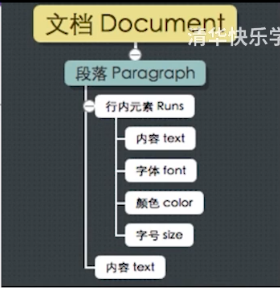 文档 Document
清华快乐学
段落 Paragraph
行内元素 Runs
内容 text
字体 font
颜色 color
字号 size
内容 text